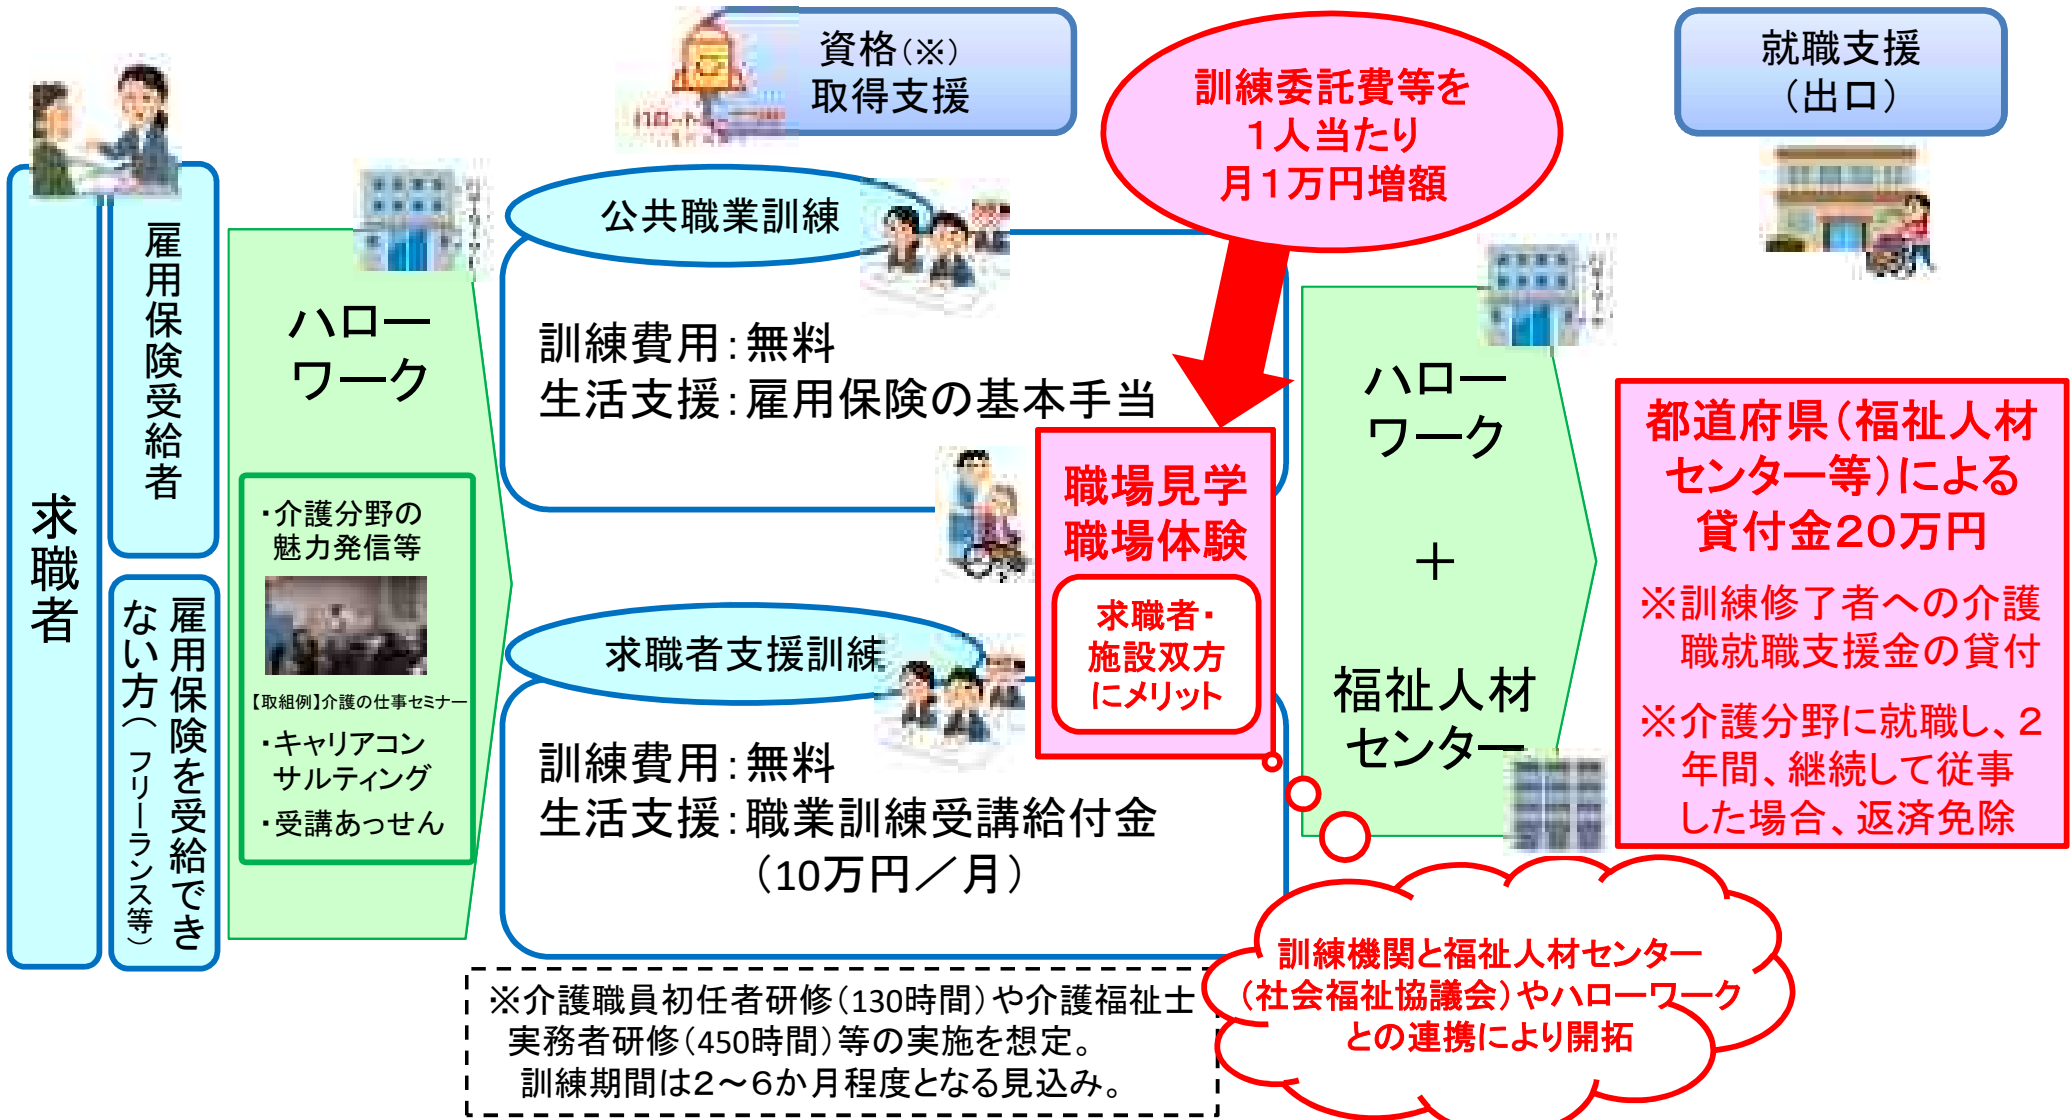 資格(※)
取得支援
訓練委託費等を
1人当たり
月1万円増額
就職支援
(出口)
求職者
雇用保険受給者
雇用保険を受給でき
ない方(フリーランス等)
ハロー
ワーク
・介護分野の
魅力発信等
【取組例】介護の仕事セミナー
・キャリアコン
サルティング
・受講あっせん
公共職業訓練
訓練費用:無料
生活支援:雇用保険の基本手当
求職者支援訓練
訓練費用:無料
生活支援:職業訓練受講給付金
(10万円/月)
職場見学
職場体験
求職者・
施設双方
にメリット
ハロー
ワーク
+
福祉人材
センター
都道府県(福祉人材
センター等)による
貸付金20万円
※訓練修了者への介護
職就職支援金の貸付
※介護分野に就職し、2
年間、継続して従事
した場合、返済免除
訓練機関と福祉人材センター
(社会福祉協議会)やハローワーク
との連携により開拓
※介護職員初任者研修(130時間)や介護福祉士
実務者研修(450時間)等の実施を想定。
訓練期間は2~6か月程度となる見込み。